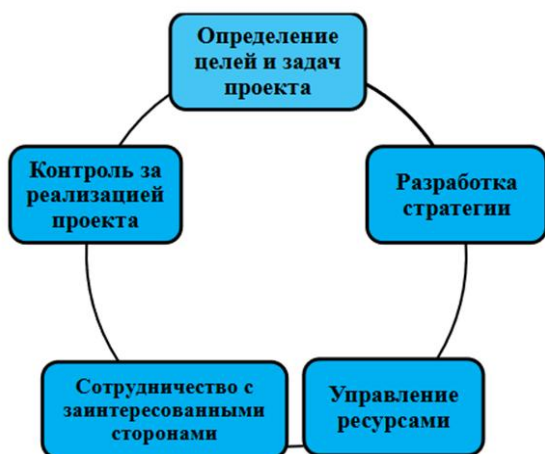 Определение
целей и задач
проекта
Разработка
стратегии
Управление
ресурсами
Сотрудничество с
заинтересованными
сторонами
Контроль за
реализацией
проекта